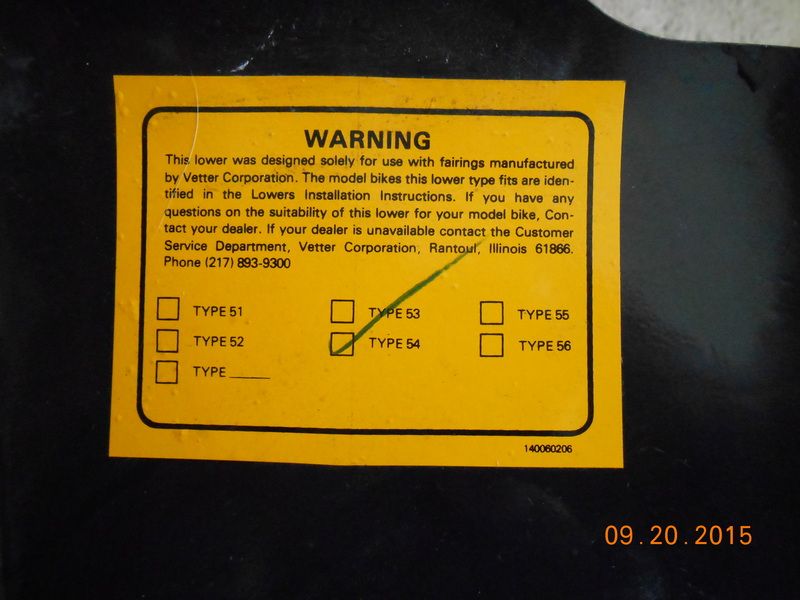 WARNING
This lower was designed solely for use with fairings manufactured
by Vetter Corporation. The model bikes this lower type fits are iden-
tified in the Lowers Installation Instructions. If you have any
questions on the suitability of this lower for your model bike, Con-
tact your dealer. If your dealer is unavailable contact the Customer
Service Department, Vetter Corporation, Rantoul, Illinois 61866.
Phone (217) 893-9300
TYPE 51 TYPE 53 TYPE 55
TYPE 52 TYPE 54 TYPE 56
TYPE ______
140060206
09.20.2015